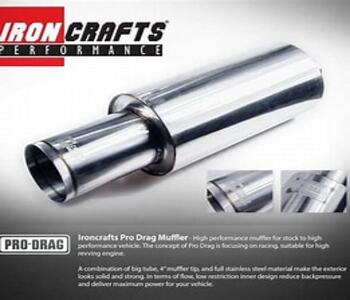 IRON CRAFTS
PERFORMANCE
PRO-DRAG
Ironcrafts Pro Drag Muffler - High performance muffler for stock to high
performance vehicle. The concept of Pro Drag is focusing on racing, suitable for high
revving engine.
A combination of big tube, 4" muffler tip, and full stainless steel material make the exterior
looks solid and strong. In terms of flow, low restriction inner design reduce backpressure
and deliver maximum power for your vehicle.